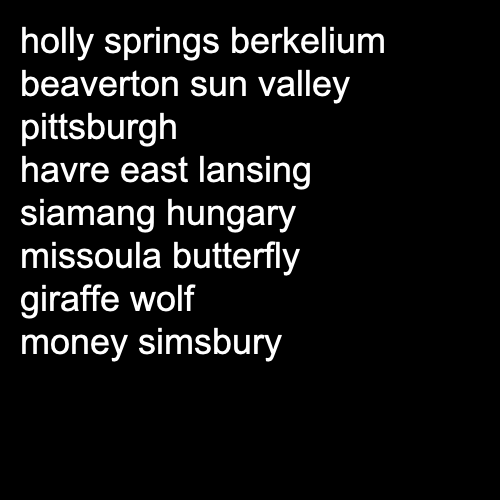 holly springs berkelium
beaverton sun valley
pittsburgh
havre east lansing
siamang hungary
missoula butterfly
giraffe wolf
money simsbury